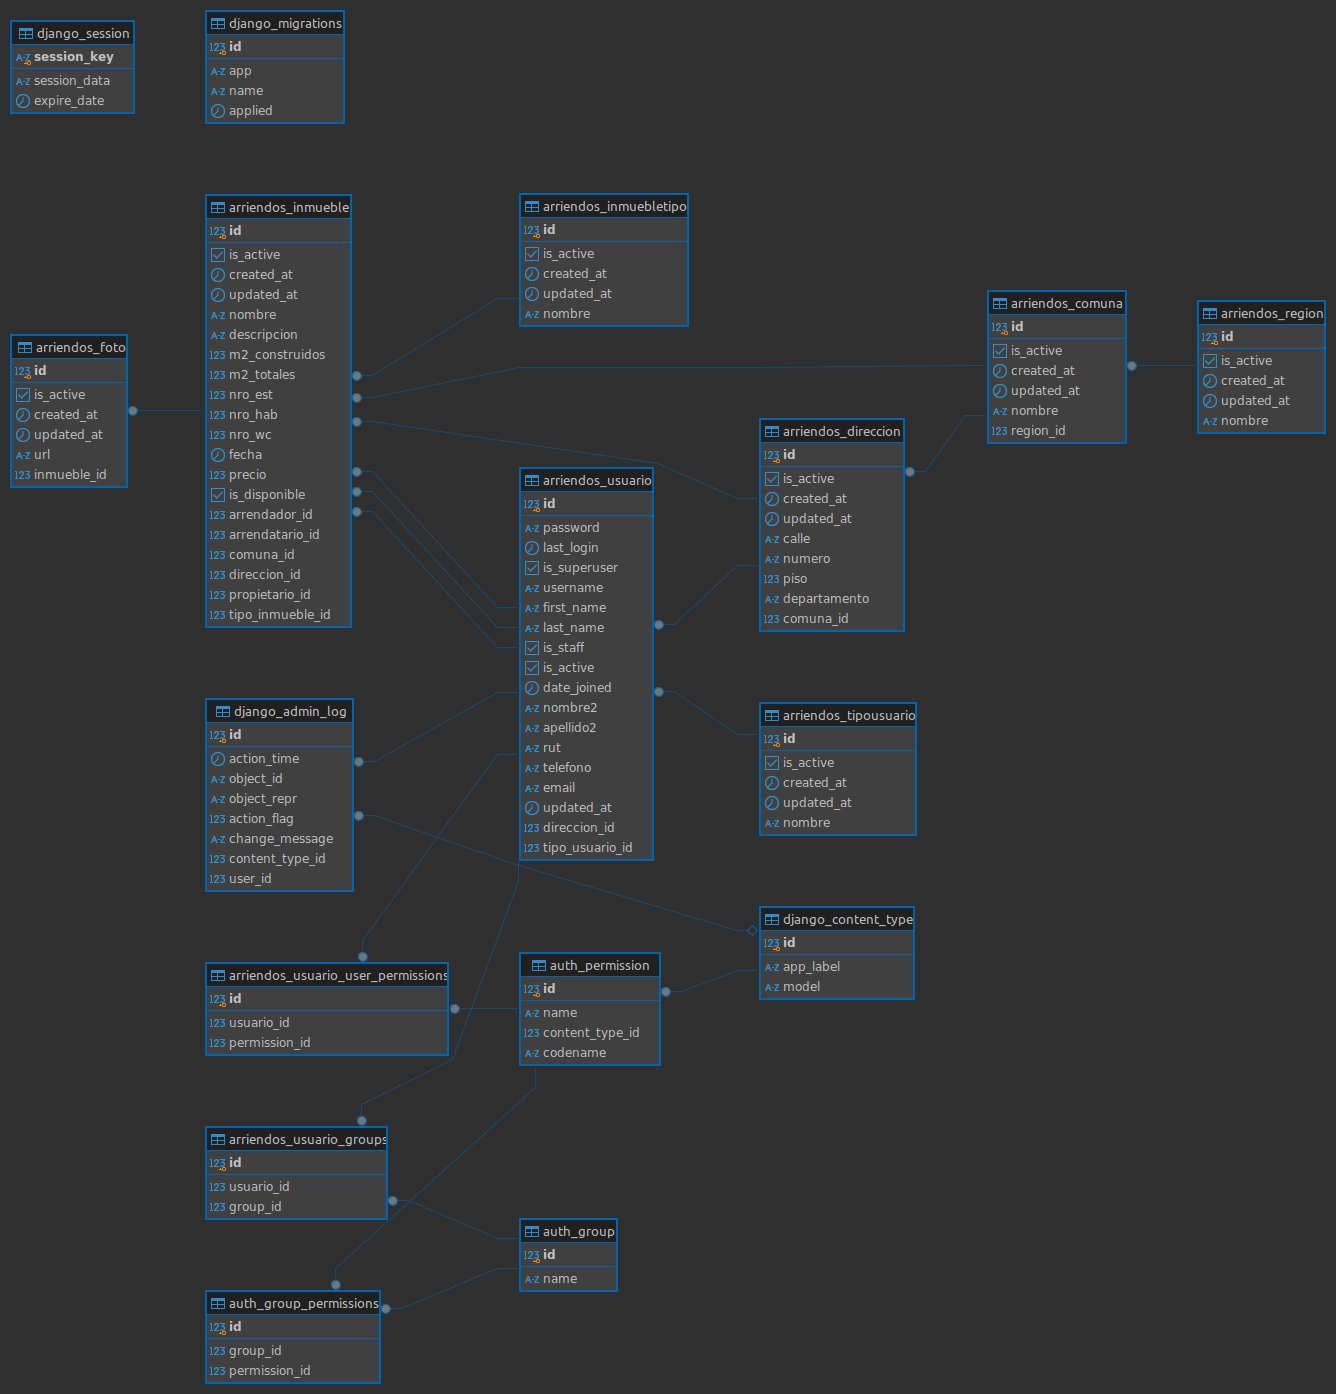 django_session
session_key
session_data
expire_date
django_migrations
id
app
name
applied
arriendos_inmueble
id
is_active
created_at
updated_at
nombre
descripcion
m2_construidos
m2_totales
nro_est
nro_hab
nro_wc
fecha
precio
is_disponible
arrendador_id
arrendatario_id
comuna_id
direccion_id
propietario_id
tipo_inmueble_id
arriendos_inmuebletipo
id
is_active
created_at
updated_at
nombre
arriendos_comuna
id
is_active
created_at
updated_at
nombre
region_id
arriendos_region
id
is_active
created_at
updated_at
nombre
arriendos_foto
id
is_active
created_at
updated_at
url
inmueble_id
arriendos_direccion
id
is_active
created_at
updated_at
calle
numero
piso
departamento
comuna_id
arriendos_usuario
id
password
last_login
is_superuser
username
first_name
last_name
is_staff
is_active
date_joined
nombre2
apellido2
rut
telefono
email
updated_at
direccion_id
tipo_usuario_id
django_admin_log
id
action_time
object_id
object_repr
action_flag
change_message
content_type_id
user_id
arriendos_tipousuario
id
is_active
created_at
updated_at
nombre
django_content_type
id
app_label
model
arriendos_usuario_user_permissions
id
usuario_id
permission_id
auth_permission
id
name
content_type_id
codename
arriendos_usuario_groups
id
usuario_id
group_id
auth_group
id
name
auth_group_permissions
id
group_id
permission_id